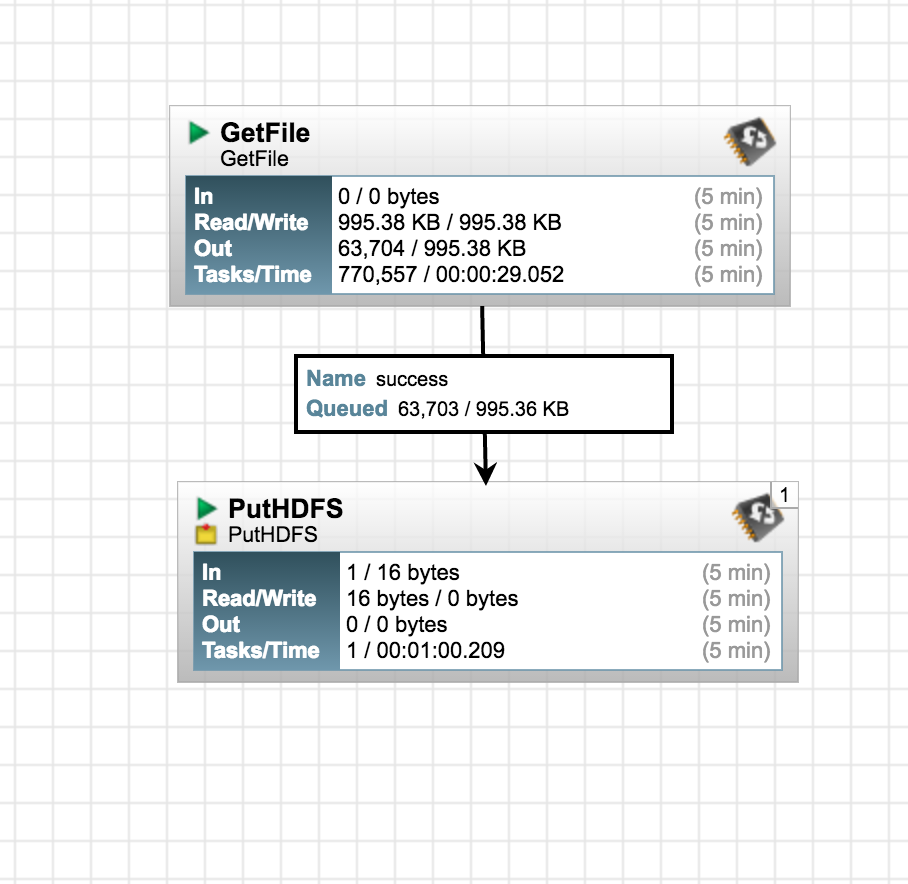 GetFile
GetFile
In 0 / 0 bytes (5 min)
Read/Write 995.38 KB / 995.38 KB (5 min)
Out 63,704 / 995.38 KB (5 min)
Tasks/Time 770,557 / 00:00:29.052 (5 min)
Name success
Queued 63,703 / 995.36 KB
1
PutHDFS
PutHDFS
In 1 / 16 bytes (5 min)
Read/Write 16 bytes / 0 bytes (5 min)
Out 0 / 0 bytes (5 min)
Tasks/Time 1 / 00:01:00.209 (5 min)